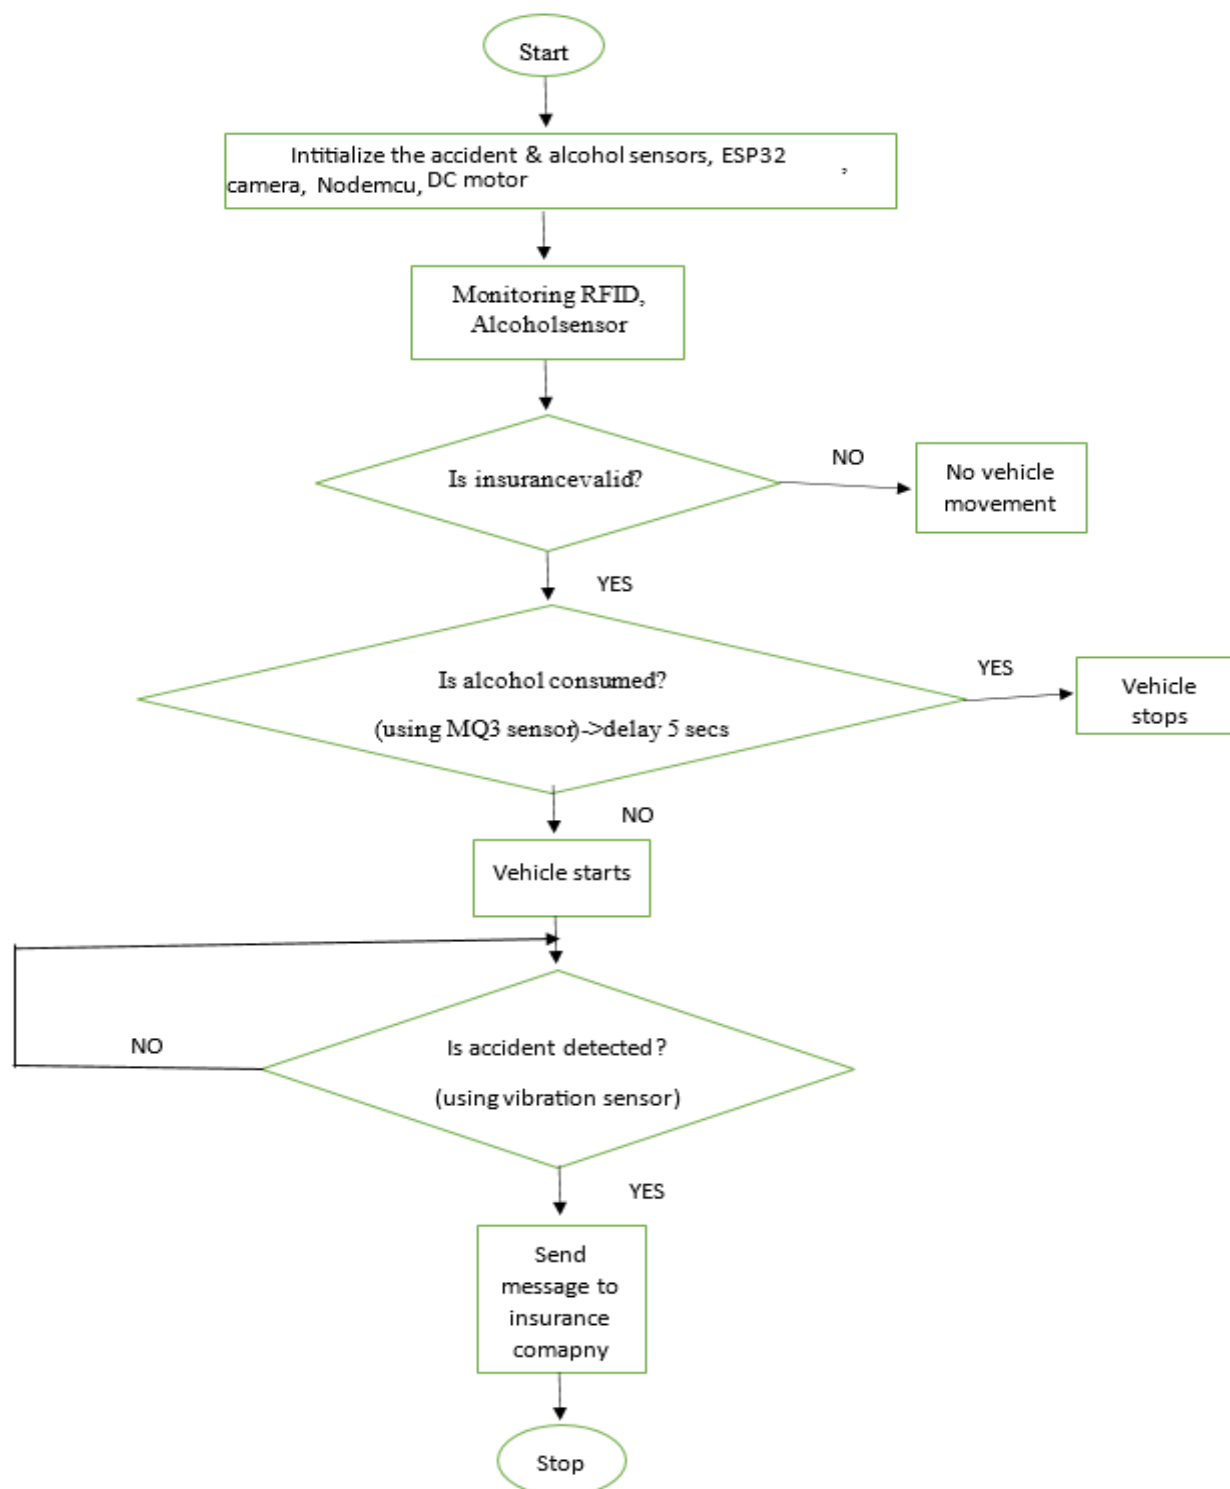 Start
Intitialize the accident & alcohol sensors, ESP32 ,
camera, Nodemcu, DC motor
Monitoring RFID,
Alcoholsensor
Is insurancevalid?
NO
No vehicle
movement
YES
Is alcohol consumed?
(using MQ3 sensor)->delay 5 secs
YES
Vehicle
stops
NO
Vehicle starts
NO
Is accident detected?
(using vibration sensor)
YES
Send
message to
insurance
comapny
Stop